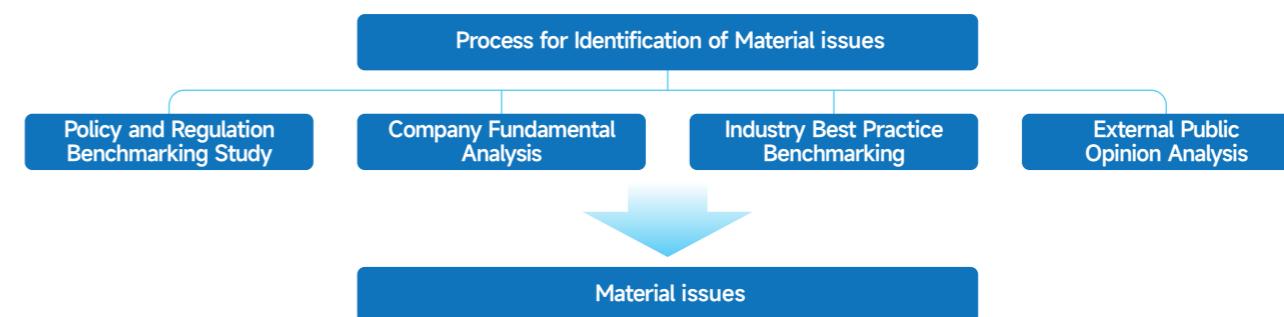 Process for Identification of Material issues
Policy and Regulation
Benchmarking Study
Company Fundamental
Analysis
Industry Best Practice
Benchmarking
External Public
Opinion Analysis
Material issues